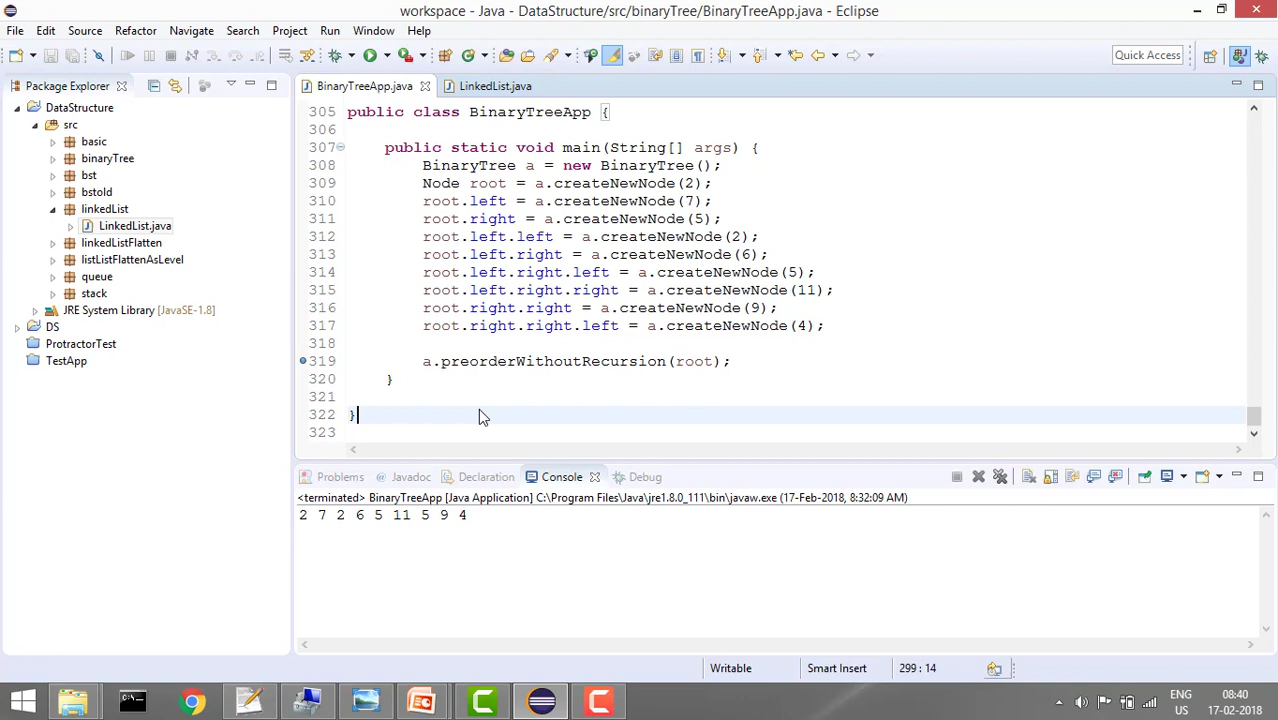 workspace - Java - DataStructure/src/binaryTree/BinaryTreeApp.java - Eclipse
File Edit Source Refactor Navigate Search Project Run Window Help
Quick Access
Package Explorer
BinaryTreeApp.java LinkedList.java
DataStructure
src
basic
binaryTree
bst
bstold
linkedList
LinkedList.java
linkedListFlatten
listListFlattenAsLevel
queue
stack
JRE System Library [JavaSE-1.8]
DS
ProtractorTest
TestApp
305 public class BinaryTreeApp {
306
307 public static void main(String[] args) {
308 BinaryTree a = new BinaryTree();
309 Node root = a.createNewNode(2);
310 root.left = a.createNewNode(7);
311 root.right = a.createNewNode(5);
312 root.left.left = a.createNewNode(2);
313 root.left.right = a.createNewNode(6);
314 root.left.right.left = a.createNewNode(5);
315 root.left.right.right = a.createNewNode(11);
316 root.right.right = a.createNewNode(9);
317 root.right.right.left = a.createNewNode(4);
318
319 a.preorderWithoutRecursion(root);
320 }
321
322 }
323
Problems Javadoc Declaration Console Debug
<terminated> BinaryTreeApp [Java Application] C:\Program Files\Java\jre1.8.0_111\bin\javaw.exe (17-Feb-2018, 8:32:09 AM)
2 7 2 6 5 11 5 9 4
Writable Smart Insert 299 : 14
ENG 08:40
US 17-02-2018